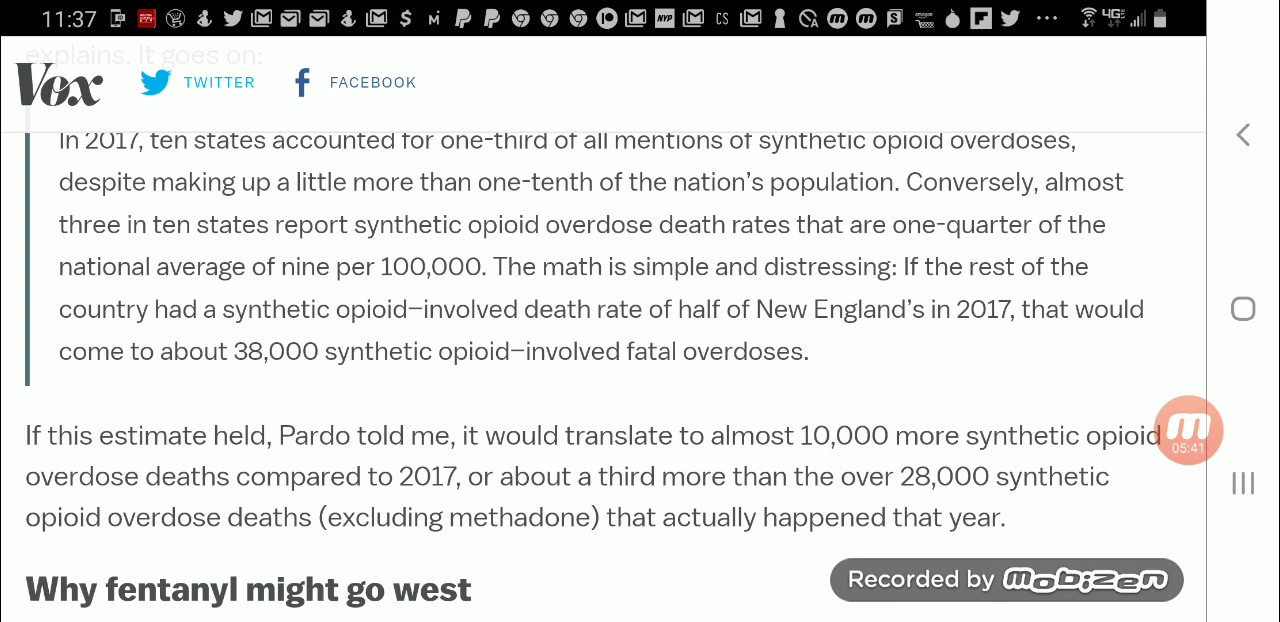 11:37
NYP
CS
amazon
4G
explains. It goes on:
Vox
TWITTER
FACEBOOK
In 2017, ten states accounted for one-third of all mentions of synthetic opioid overdoses,
despite making up a little more than one-tenth of the nation’s population. Conversely, almost
three in ten states report synthetic opioid overdose death rates that are one-quarter of the
national average of nine per 100,000. The math is simple and distressing: If the rest of the
country had a synthetic opioid–involved death rate of half of New England’s in 2017, that would
come to about 38,000 synthetic opioid–involved fatal overdoses.
If this estimate held, Pardo told me, it would translate to almost 10,000 more synthetic opioid
05:41
overdose deaths compared to 2017, or about a third more than the over 28,000 synthetic
opioid overdose deaths (excluding methadone) that actually happened that year.
Why fentanyl might go west
Recorded by mobizen